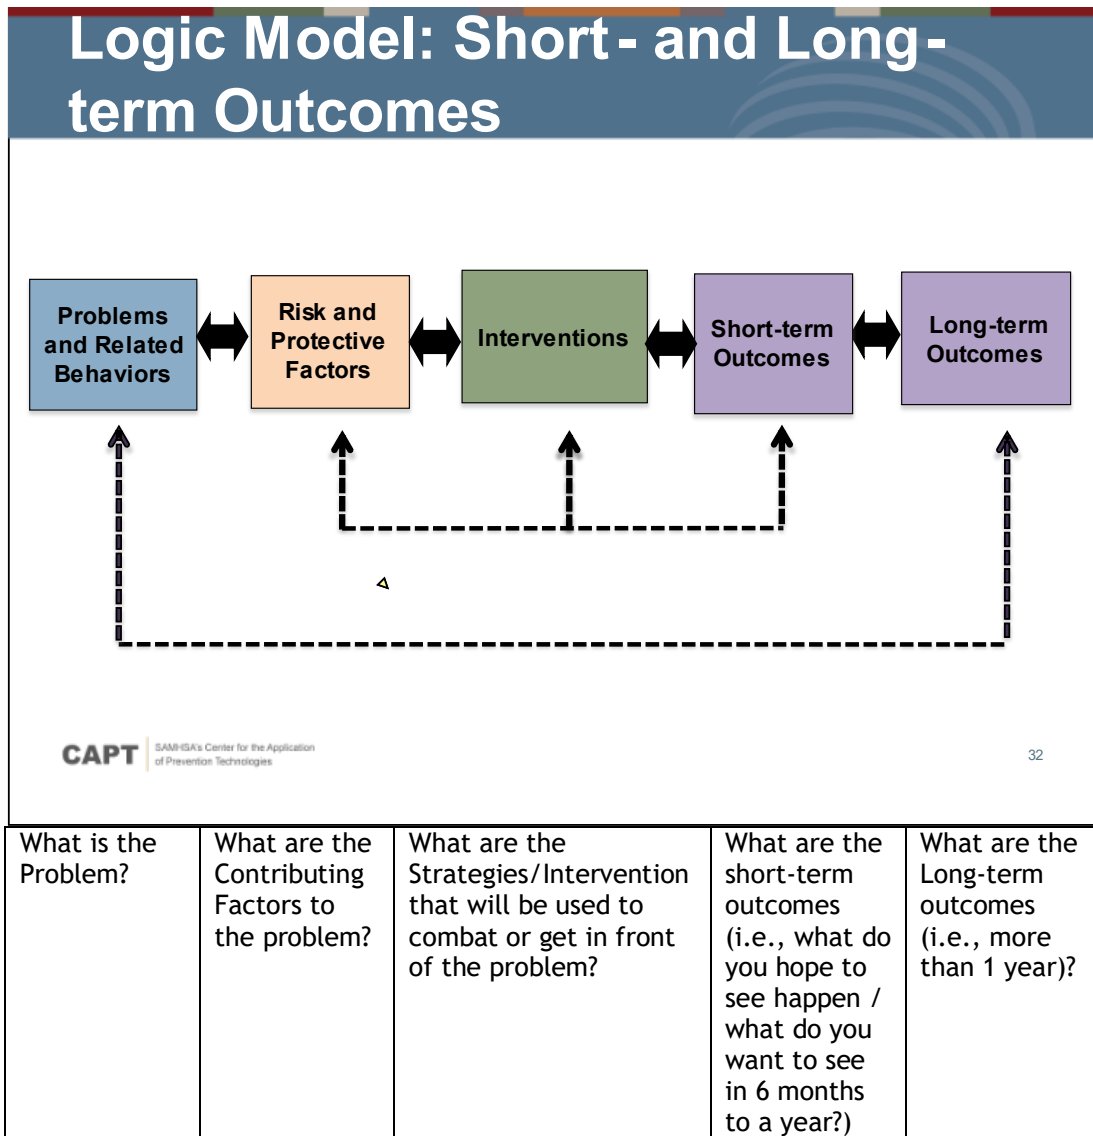 Logic Model: Short- and Long-
term Outcomes
Problems
and Related
Behaviors
Risk and
Protective
Factors
Interventions
Short-term
Outcomes
Long-term
Outcomes
CAPT
SAMHSA's Center for the Application
of Prevention Technologies
32
What is the
Problem?
What are the
Contributing
Factors to
the problem?
What are the
Strategies/Intervention
that will be used to
combat or get in front
of the problem?
What are the
short-term
outcomes
(i.e., what do
you hope to
see happen /
what do you
want to see
in 6 months
to a year?)
What are the
Long-term
outcomes
(i.e., more
than 1 year)?